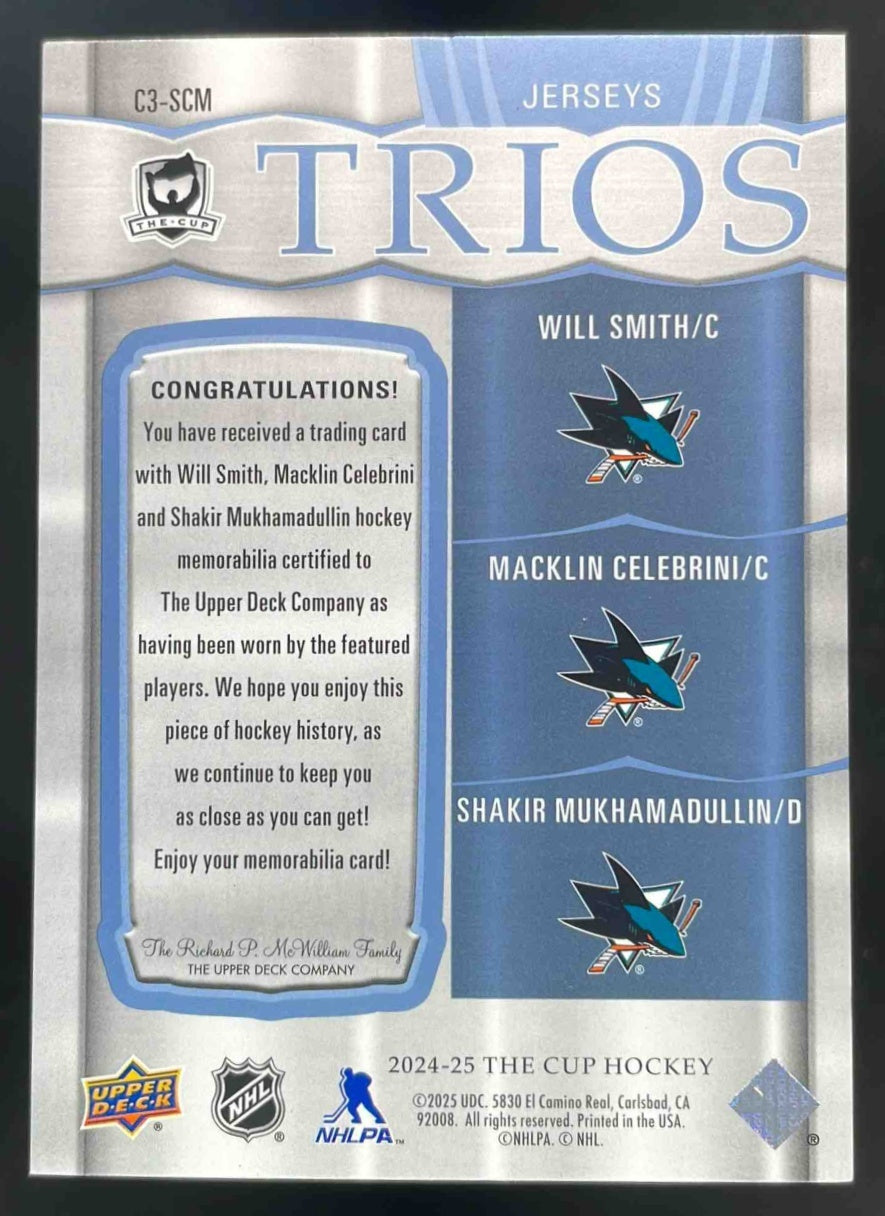 C3-SCM
JERSEYS
TRIOS
THE·CUP
CONGRATULATIONS!
You have received a trading card
with Will Smith, Macklin Celebrini
and Shakir Mukhamadullin hockey
memorabilia certified to
The Upper Deck Company as
having been worn by the featured
players. We hope you enjoy this
piece of hockey history, as
we continue to keep you
as close as you can get!
Enjoy your memorabilia card!
The Richard P. McWilliam Family
THE UPPER DECK COMPANY
WILL SMITH/C
®
MACKLIN CELEBRINI/C
®
SHAKIR MUKHAMADULLIN/D
®
UPPER
D·E·C·K
®
NHL
®
NHLPA™
2024-25 THE CUP HOCKEY
©2025 UDC. 5830 El Camino Real, Carlsbad, CA
92008. All rights reserved. Printed in the USA.
©NHLPA. © NHL.
®